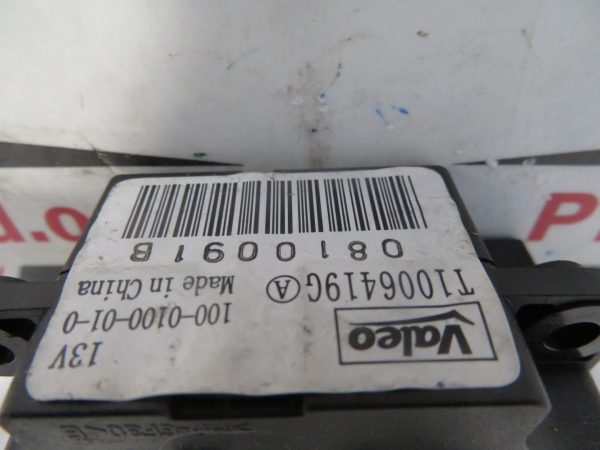 Valeo
13V
T1006419G Ⓐ
100-0100-01-0
Made in China
0810091B